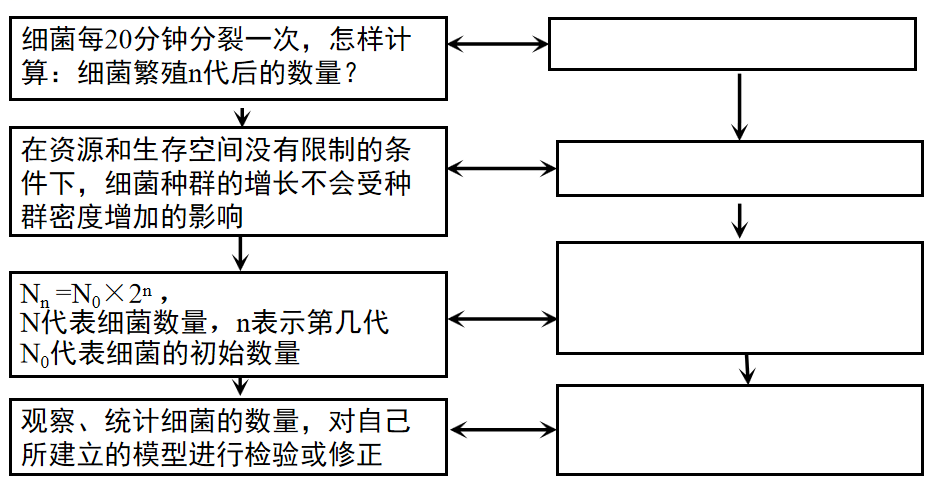 细菌每20分钟分裂一次，怎样计
算：细菌繁殖n代后的数量？
在资源和生存空间没有限制的条
件下，细菌种群的增长不会受种
群密度增加的影响
Nn =N0×2ⁿ，
N代表细菌数量，n表示第几代
N0代表细菌的初始数量
观察、统计细菌的数量，对自己
所建立的模型进行检验或修正